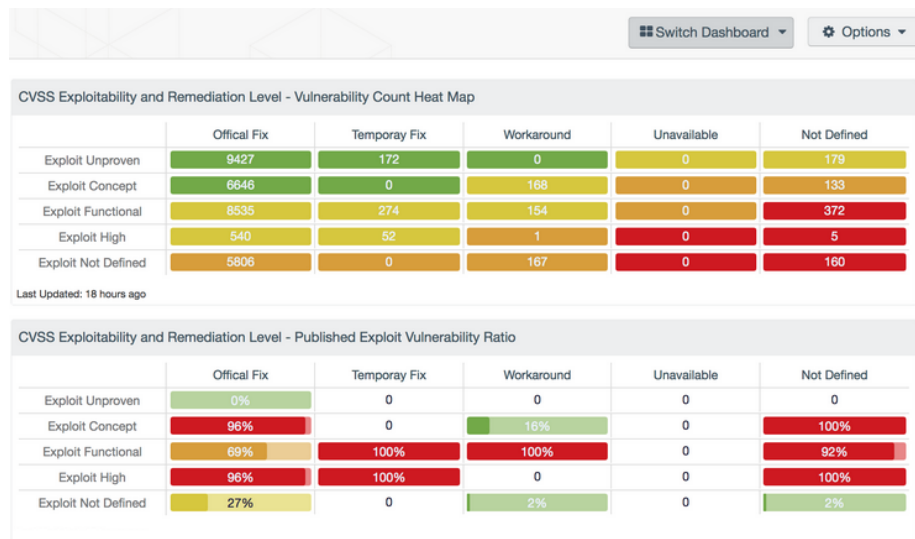 Switch Dashboard Options
CVSS Exploitability and Remediation Level - Vulnerability Count Heat Map
Offical Fix Temporay Fix Workaround Unavailable Not Defined
Exploit Unproven 9427 172 0 0 179
Exploit Concept 6646 0 168 0 133
Exploit Functional 8535 274 154 0 372
Exploit High 540 52 1 0 5
Exploit Not Defined 5806 0 167 0 160
Last Updated: 18 hours ago
CVSS Exploitability and Remediation Level - Published Exploit Vulnerability Ratio
Offical Fix Temporay Fix Workaround Unavailable Not Defined
Exploit Unproven 0% 0 0 0 0
Exploit Concept 96% 0 16% 0 100%
Exploit Functional 69% 100% 100% 0 92%
Exploit High 96% 100% 0 0 100%
Exploit Not Defined 27% 0 2% 0 2%